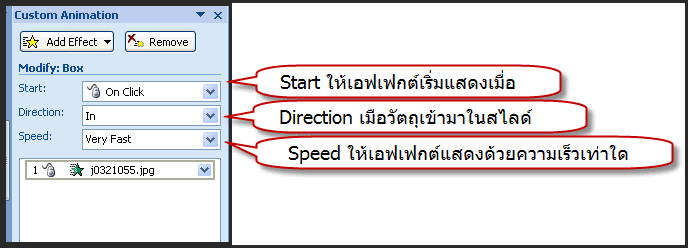 Custom Animation
Add Effect
Remove
Modify: Box
Start:
On Click
Direction:
In
Speed:
Very Fast
1 j0321055.jpg
Start ให้เอฟเฟกต์เริ่มแสดงเมื่อ
Direction เมือวัตถุเข้ามาในสไลด์
Speed ให้เอฟเฟกต์แสดงด้วยความเร็วเท่าใด